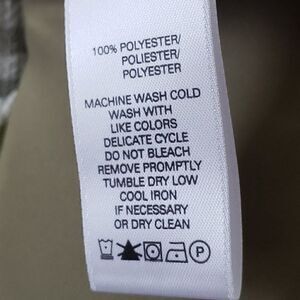 100% POLYESTER/
POLIESTER/
POLYESTER
MACHINE WASH COLD
WASH WITH
LIKE COLORS
DELICATE CYCLE
DO NOT BLEACH
REMOVE PROMPTLY
TUMBLE DRY LOW
COOL IRON
IF NECESSARY
OR DRY CLEAN
P